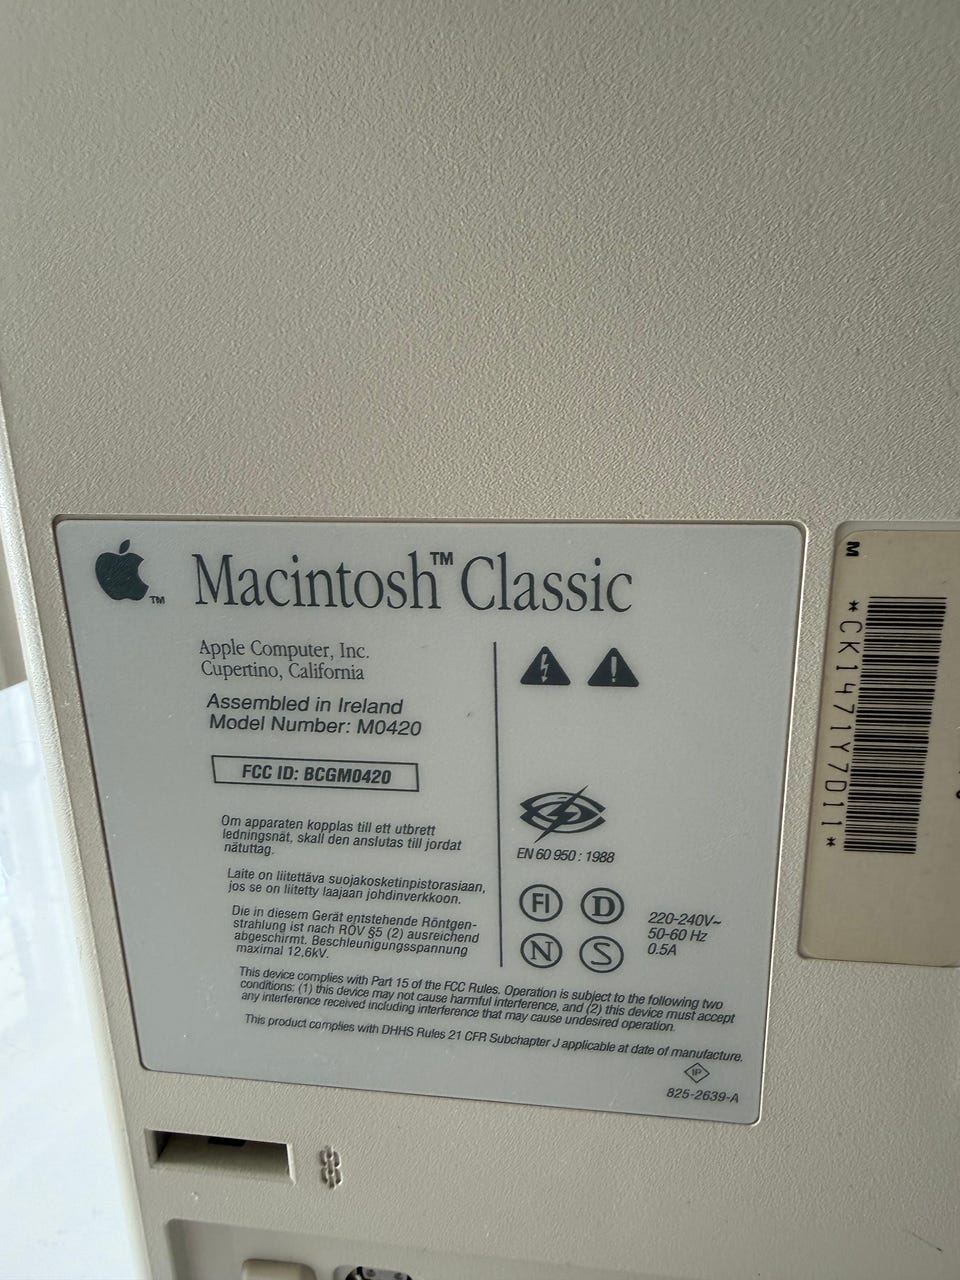 Macintosh™ Classic
™
Apple Computer, Inc.
Cupertino, California
Assembled in Ireland
Model Number: M0420
FCC ID: BCGM0420
Om apparaten kopplas till ett utbrett
ledningsnät, skall den anslutas till jordat
nätuttag.
Laite on liitettävä suojakosketinpistorasiaan,
jos se on liitetty laajaan johdinverkkoon.
Die in diesem Gerät entstehende Röntgen-
strahlung ist nach RÖV §5 (2) ausreichend
abgeschirmt. Beschleunigungsspannung
maximal 12,6kV.
EN 60 950 : 1988
FI D
N S
220-240V~
50-60 Hz
0.5A
This device complies with Part 15 of the FCC Rules. Operation is subject to the following two
conditions: (1) this device may not cause harmful interference, and (2) this device must accept
any interference received including interference that may cause undesired operation.
This product complies with DHHS Rules 21 CFR Subchapter J applicable at date of manufacture.
IP
825-2639-A
M
*CK1471Y7D11*